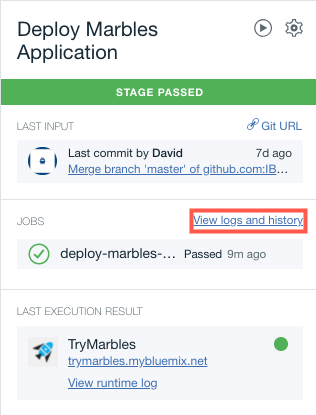 Deploy Marbles
Application
STAGE PASSED
LAST INPUT
Git URL
Last commit by David 7d ago
Merge branch 'master' of github.com:IB...
JOBS
View logs and history
deploy-marbles-... Passed 9m ago
LAST EXECUTION RESULT
TryMarbles
trymarbles.mybluemix.net
View runtime log